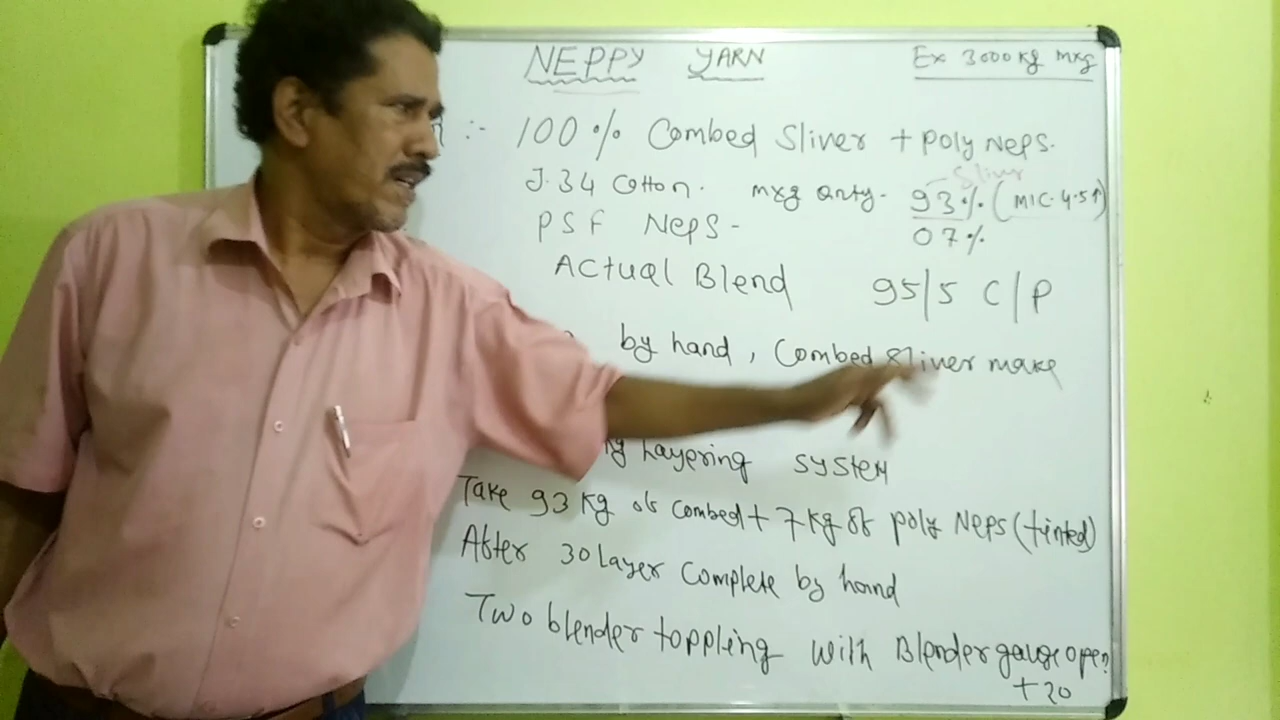 NEPPY YARN
Ex 3000 Kg mxg
:- 100 % Combed Sliver + poly NEPS.
Sliver
J.34 Cotton. mxg qnty. 93% (MIC. 4.5↑)
PSF NEPS - 07%
Actual Blend 95/5 C/P
by hand, Combed Sliver make
Kg Layering SYSTEM
Take 93 Kg of combed + 7 Kg of poly Neps (tinted)
After 30 Layer Complete by hand
Two blender toppling with Blender gauge open
+20